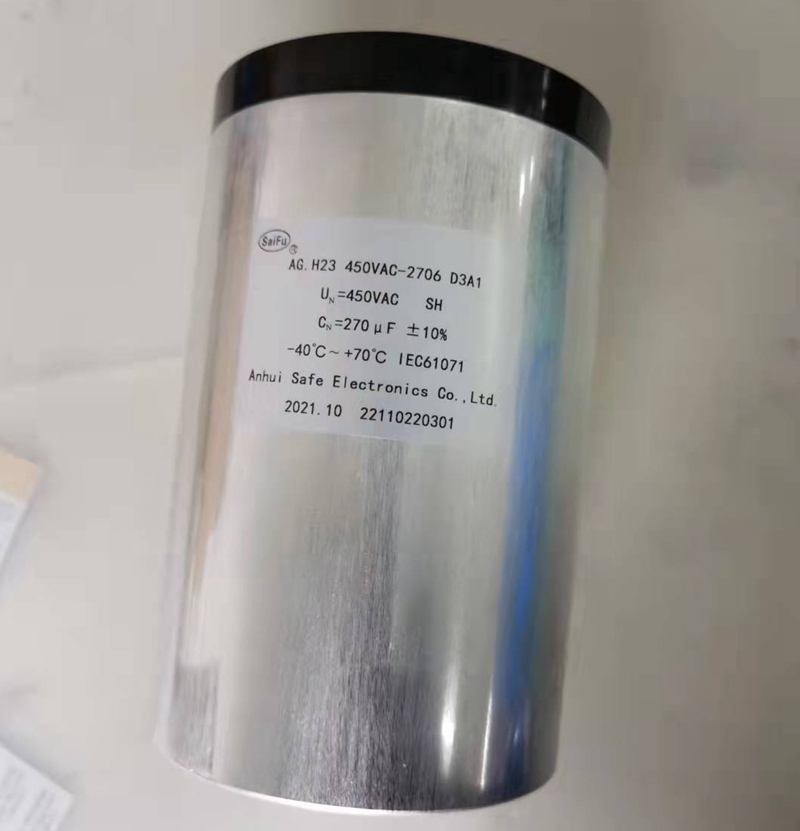 SaiFu®
AG.H23 450VAC-2706 D3A1
UN=450VAC SH
CN=270μF ±10%
-40℃~+70℃ IEC61071
Anhui Safe Electronics Co.,Ltd.
2021.10 22110220301